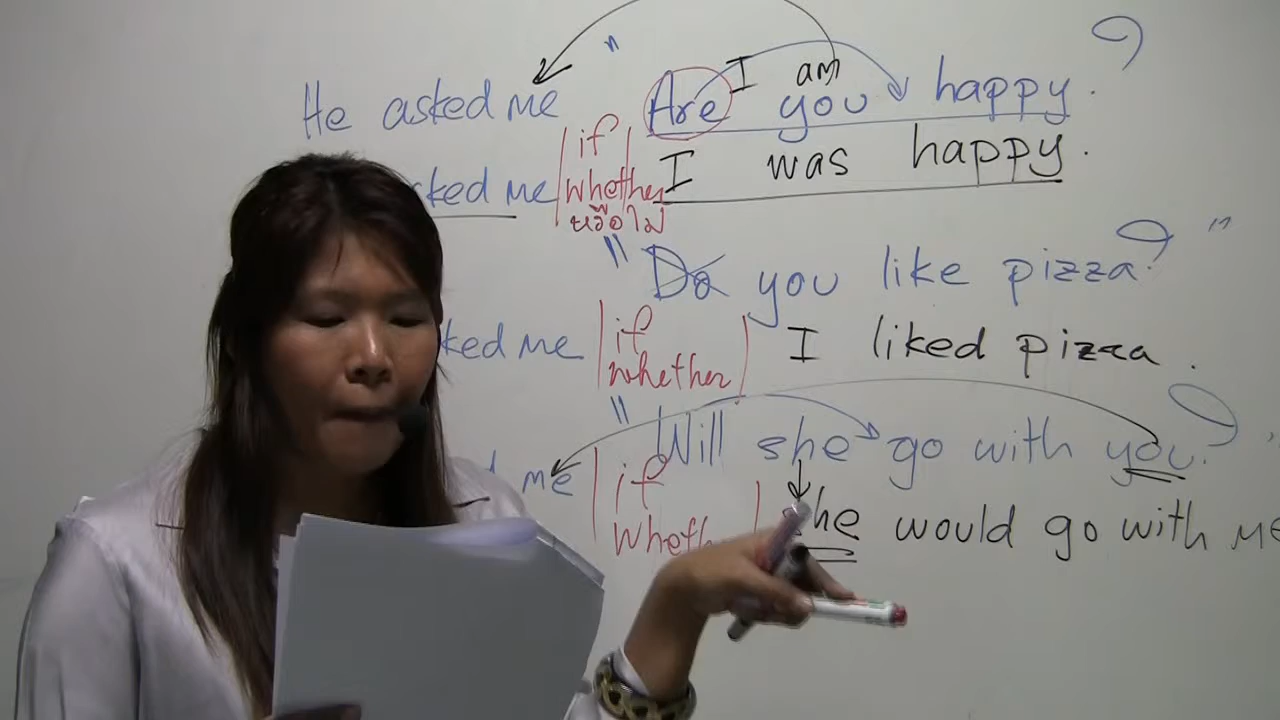 I am
He asked me " Are you happy. ?
if
asked me whether I was happy.
หรือไม่
" Do you like pizza? "
asked me if I liked pizza.
whether
" Will she go with you?
me if she would go with me
wheth